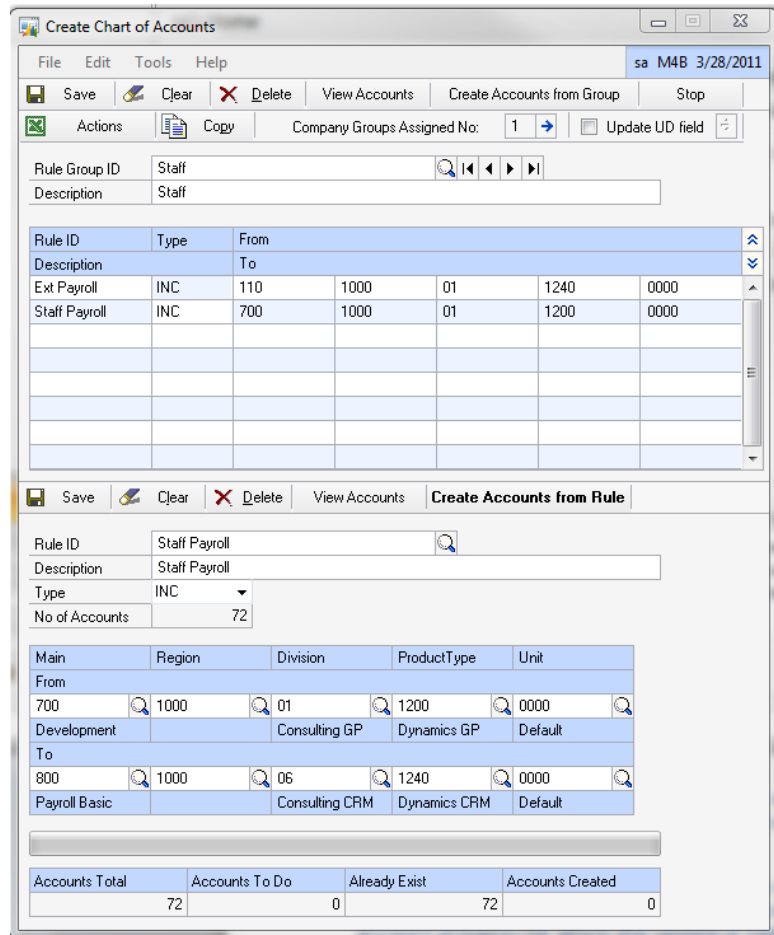 Create Chart of Accounts
File Edit Tools Help sa M4B 3/28/2011
Save Clear Delete View Accounts Create Accounts from Group Stop
Actions Copy Company Groups Assigned No: 1 Update UD field
Rule Group ID Staff
Description Staff
Rule ID Type From
Description To
Ext Payroll INC 110 1000 01 1240 0000
Staff Payroll INC 700 1000 01 1200 0000
Save Clear Delete View Accounts Create Accounts from Rule
Rule ID Staff Payroll
Description Staff Payroll
Type INC
No of Accounts 72
Main Region Division ProductType Unit
From
700 1000 01 1200 0000
Development Consulting GP Dynamics GP Default
To
800 1000 06 1240 0000
Payroll Basic Consulting CRM Dynamics CRM Default
Accounts Total Accounts To Do Already Exist Accounts Created
72 0 72 0